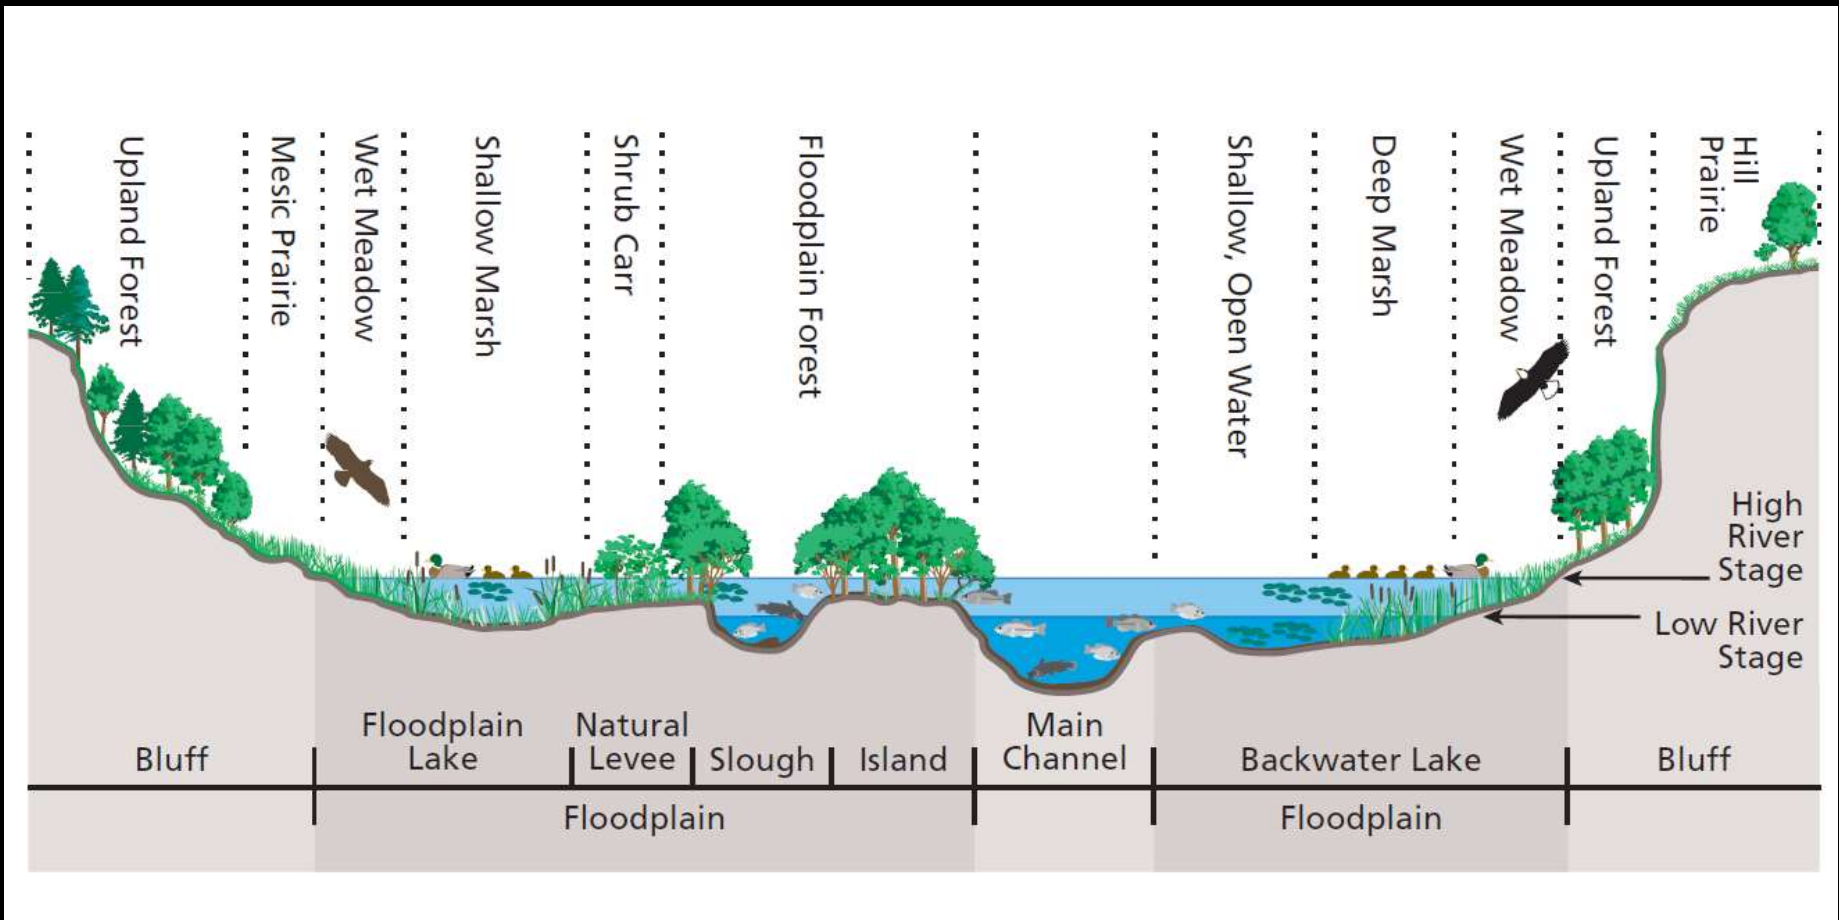 Upland Forest
Mesic Prairie
Wet Meadow
Shallow Marsh
Shrub Carr
Floodplain Forest
Shallow, Open Water
Deep Marsh
Wet Meadow
Upland Forest
Hill
Prairie
High
River
Stage
Low River
Stage
Bluff
Floodplain
Lake
Natural
Levee
Slough
Island
Main
Channel
Backwater Lake
Bluff
Floodplain
Floodplain